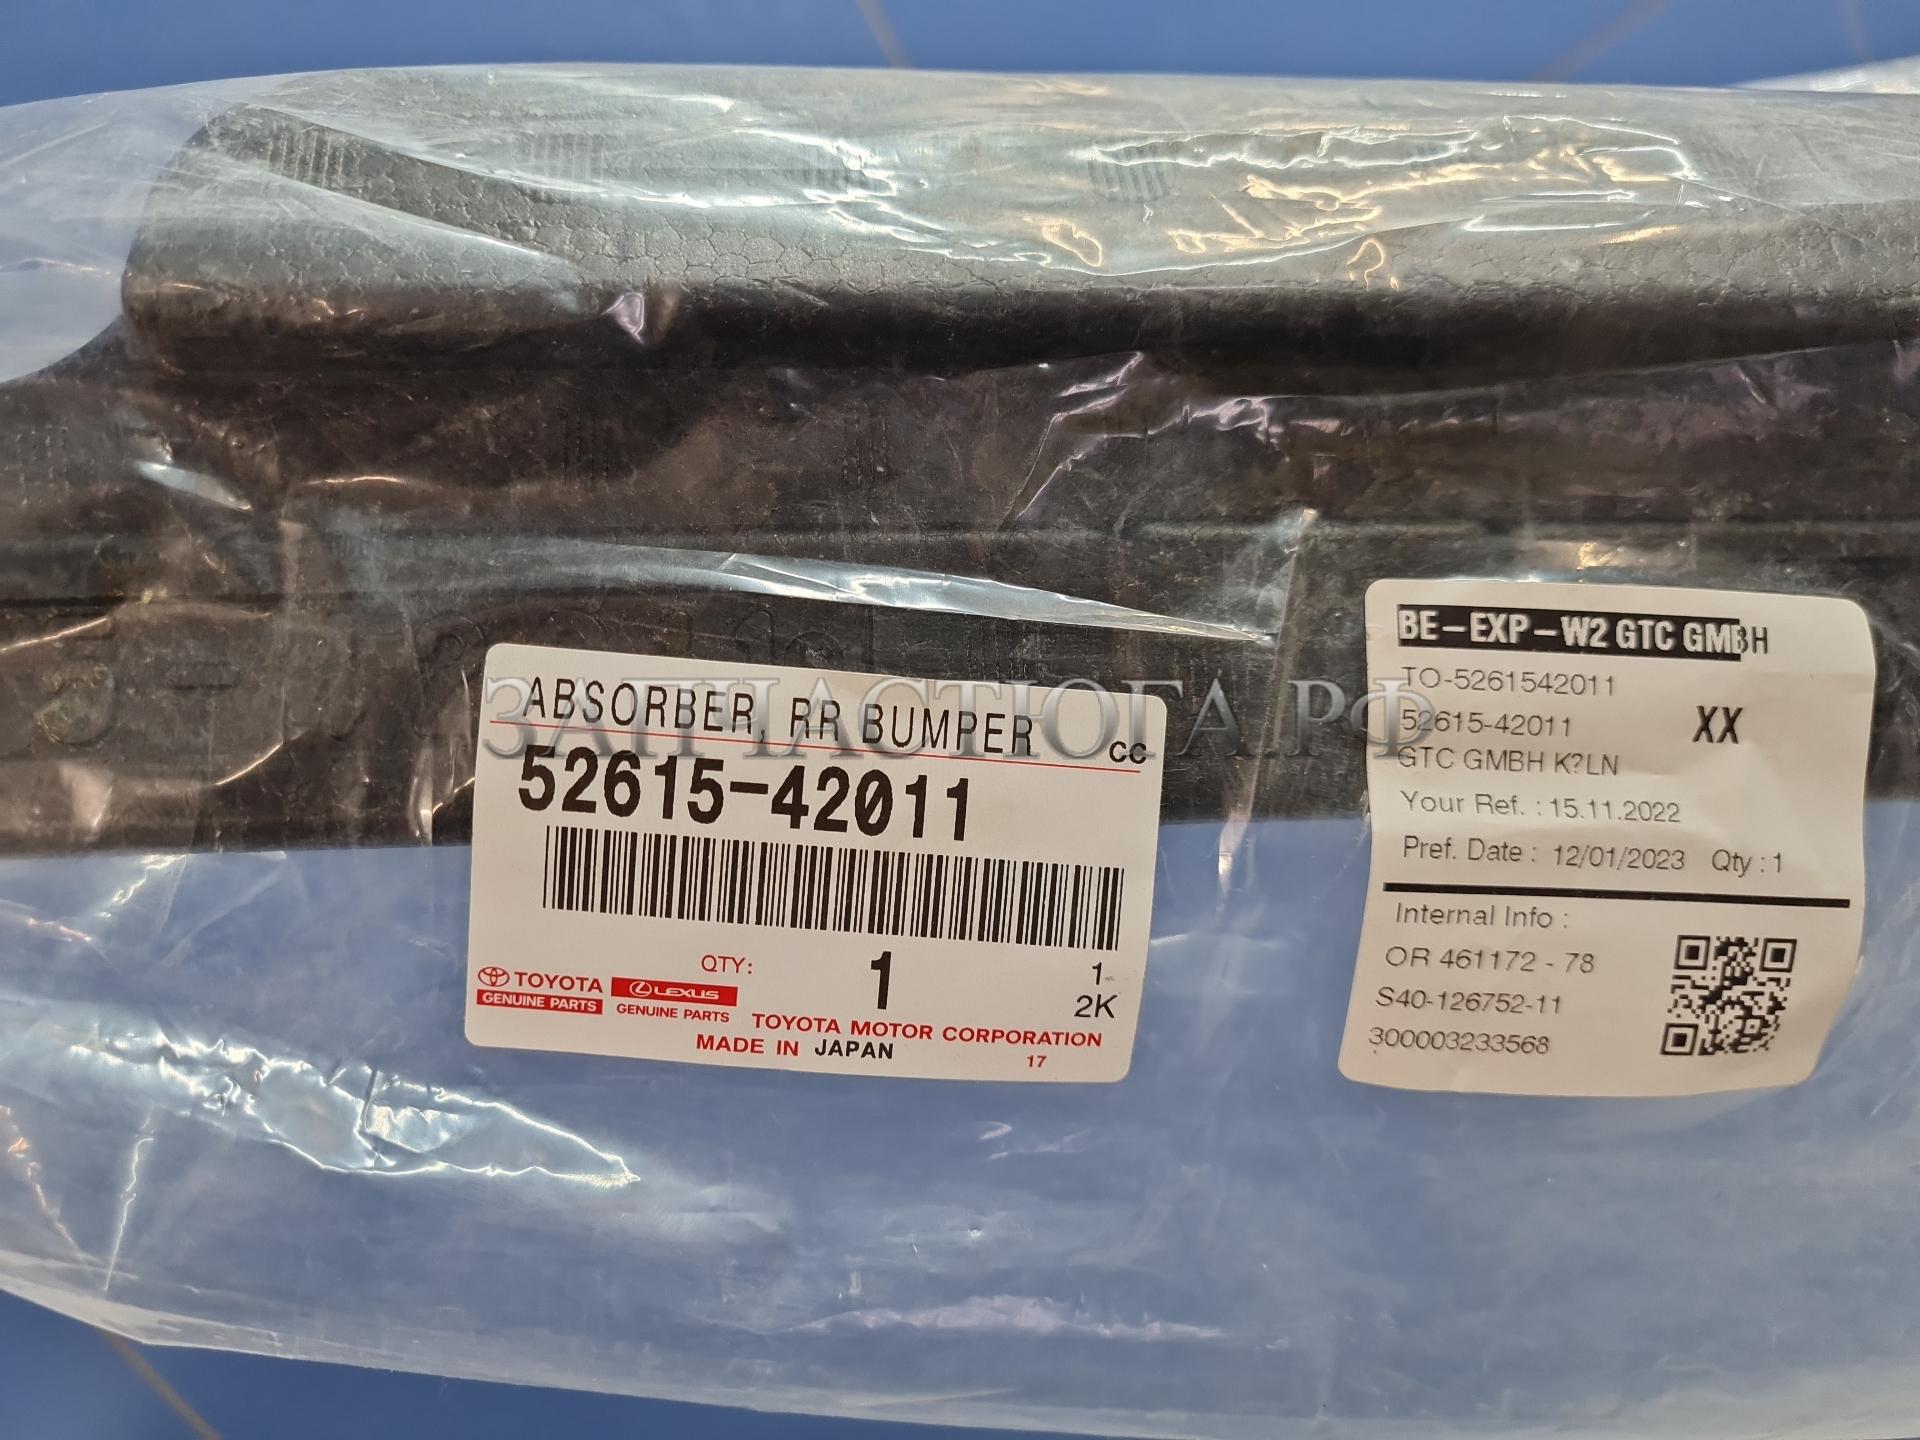 ABSORBER, RR BUMPER
CC
52615-42011
QTY: 1
1
2K
TOYOTA
GENUINE PARTS
LEXUS
GENUINE PARTS
TOYOTA MOTOR CORPORATION
MADE IN JAPAN
17
BE-EXP-W2 GTC GMBH
TO-5261542011
52615-42011 XX
GTC GMBH K?LN
Your Ref. : 15.11.2022
Pref. Date : 12/01/2023 Qty : 1
Internal Info :
OR 461172 - 78
S40-126752-11
300003233568
ЗАПЧАСТЮГА.РФ